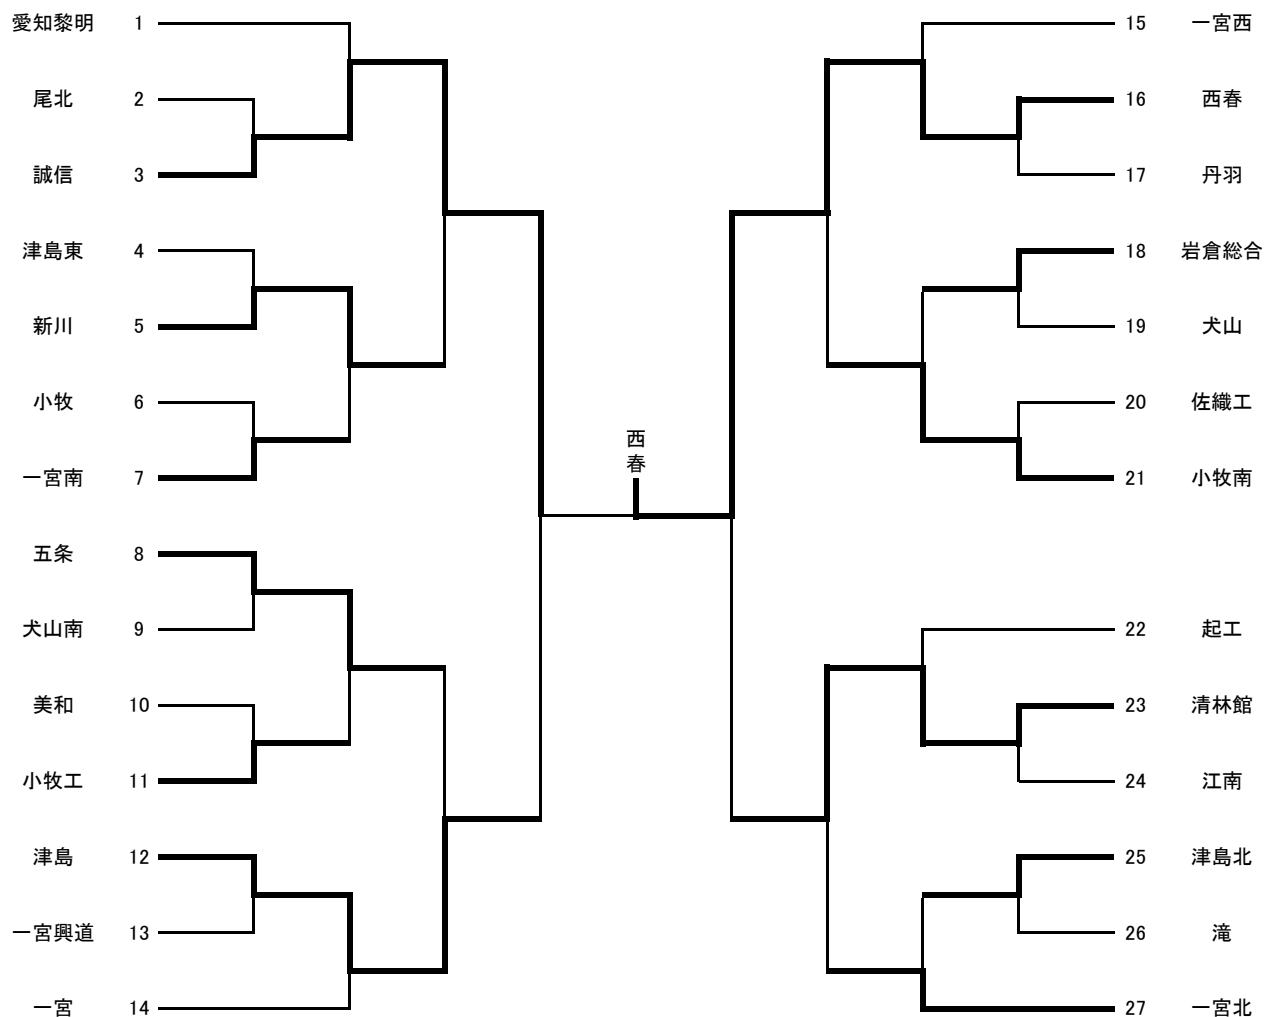 愛知黎明 1
尾北 2
誠信 3
津島東 4
新川 5
小牧 6
一宮南 7
五条 8
犬山南 9
美和 10
小牧工 11
津島 12
一宮興道 13
一宮 14
西春
15 一宮西
16 西春
17 丹羽
18 岩倉総合
19 犬山
20 佐織工
21 小牧南
22 起工
23 清林館
24 江南
25 津島北
26 滝
27 一宮北